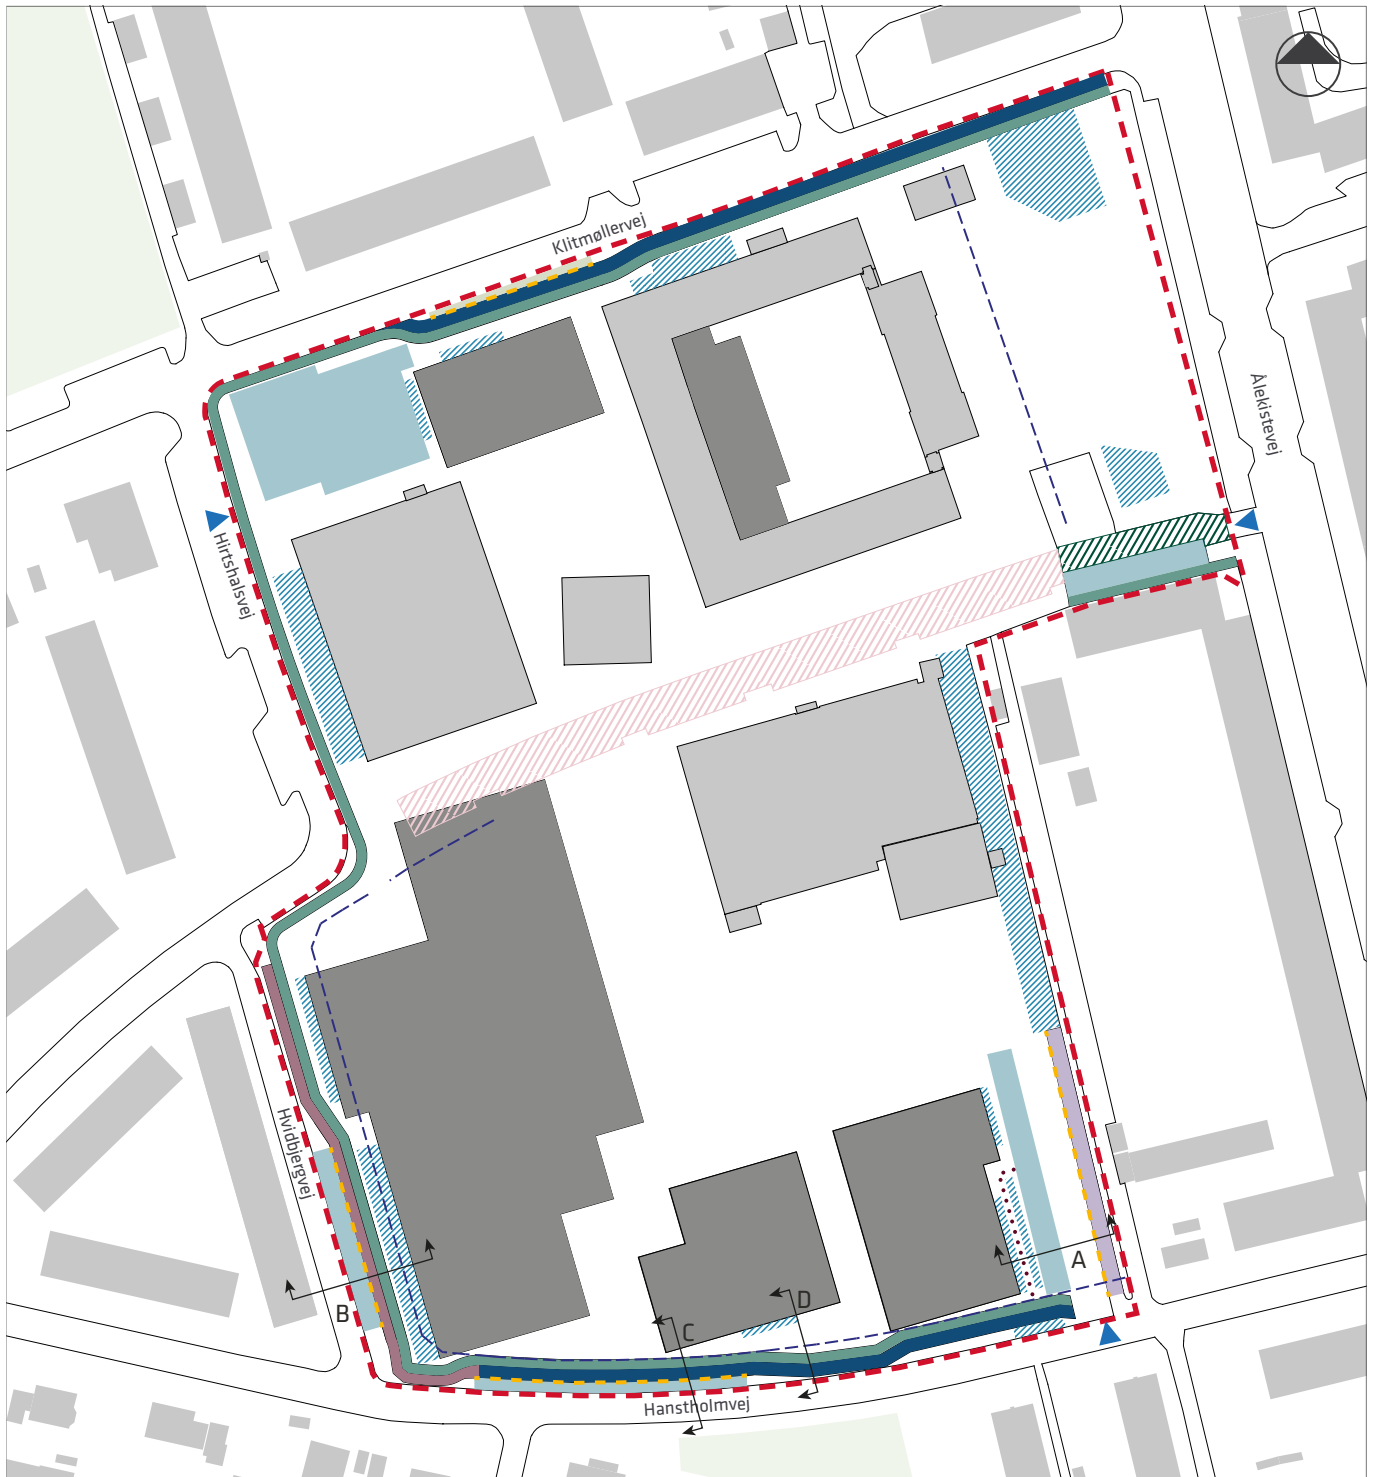 Klitmøllervej
Ålekistevej
Hirtshalsvej
Hvidbjergvej
A
B
D
C
Hanstholmvej